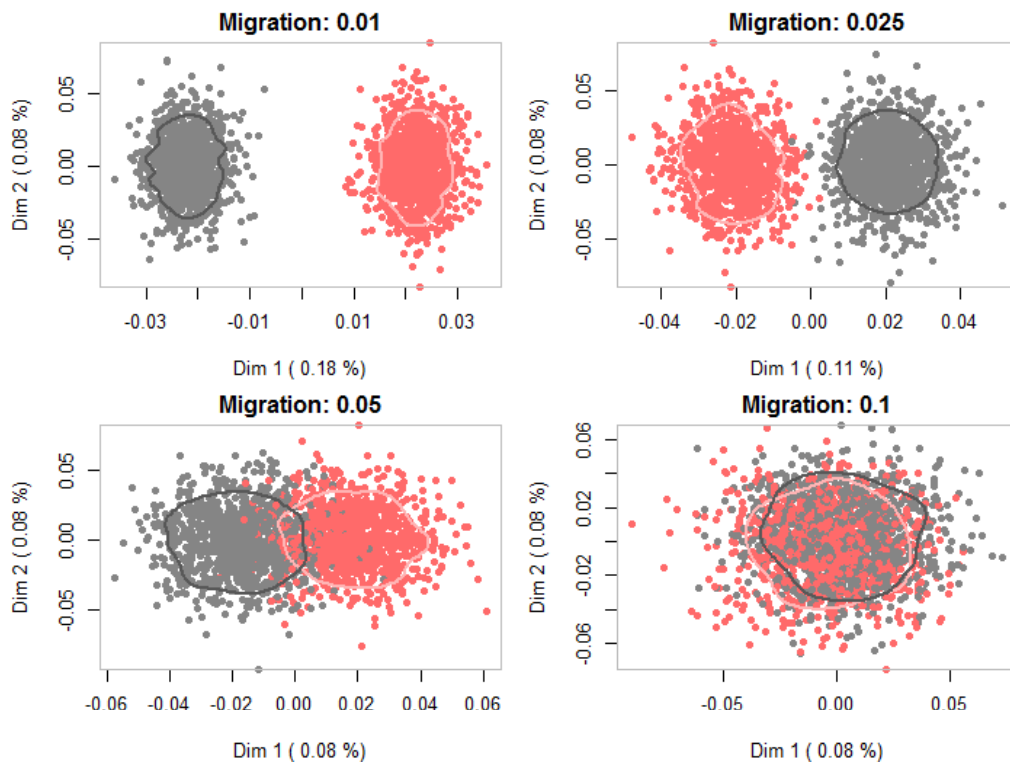 Migration: 0.01
Dim 2 ( 0.08 %)
0.05
0.00
-0.05
-0.03
-0.01
0.01
0.03
Dim 1 ( 0.18 %)
Migration: 0.025
Dim 2 ( 0.08 %)
0.05
0.00
-0.05
-0.04
-0.02
0.00
0.02
0.04
Dim 1 ( 0.11 %)
Migration: 0.05
Dim 2 ( 0.08 %)
0.05
0.00
-0.05
-0.06
-0.04
-0.02
0.00
0.02
0.04
0.06
Dim 1 ( 0.08 %)
Migration: 0.1
Dim 2 ( 0.08 %)
0.06
0.02
-0.02
-0.06
-0.05
0.00
0.05
Dim 1 ( 0.08 %)